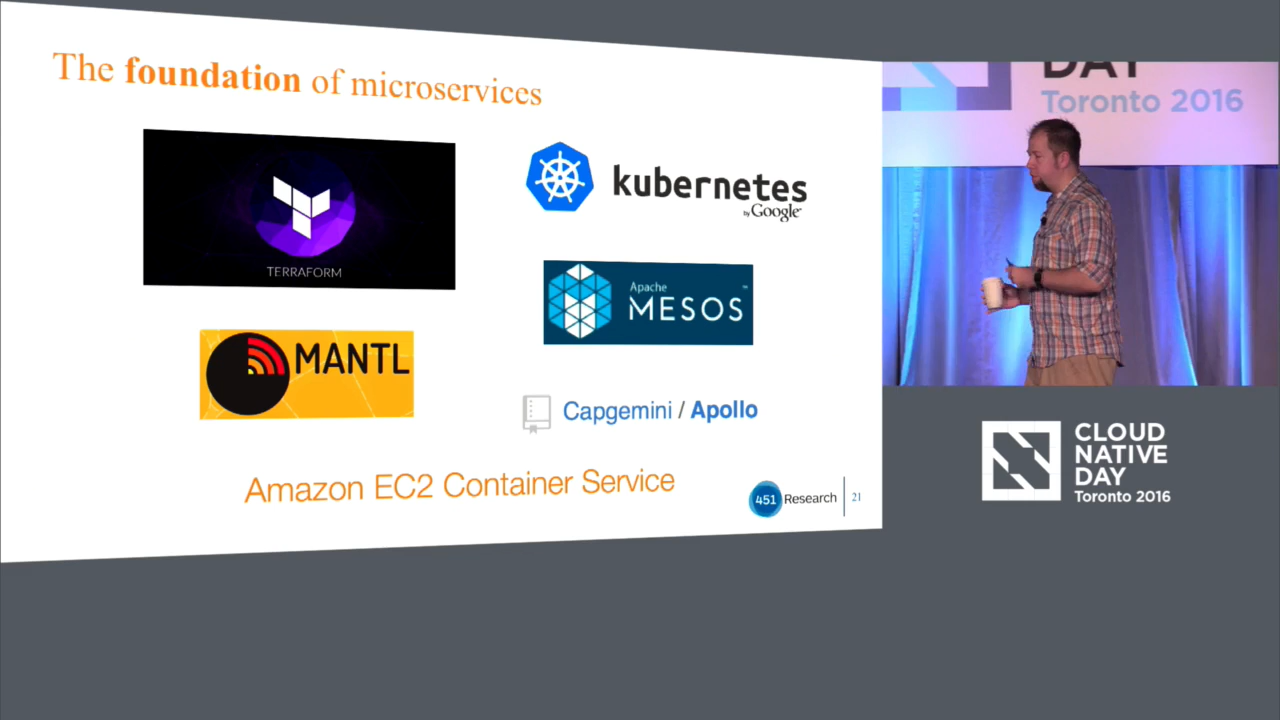 The foundation of microservices
TERRAFORM
kubernetes
by Google
Apache
MESOS
MANTL
Capgemini / Apollo
Amazon EC2 Container Service
451 Research
21
DAY
Toronto 2016
CLOUD
NATIVE
DAY
Toronto 2016